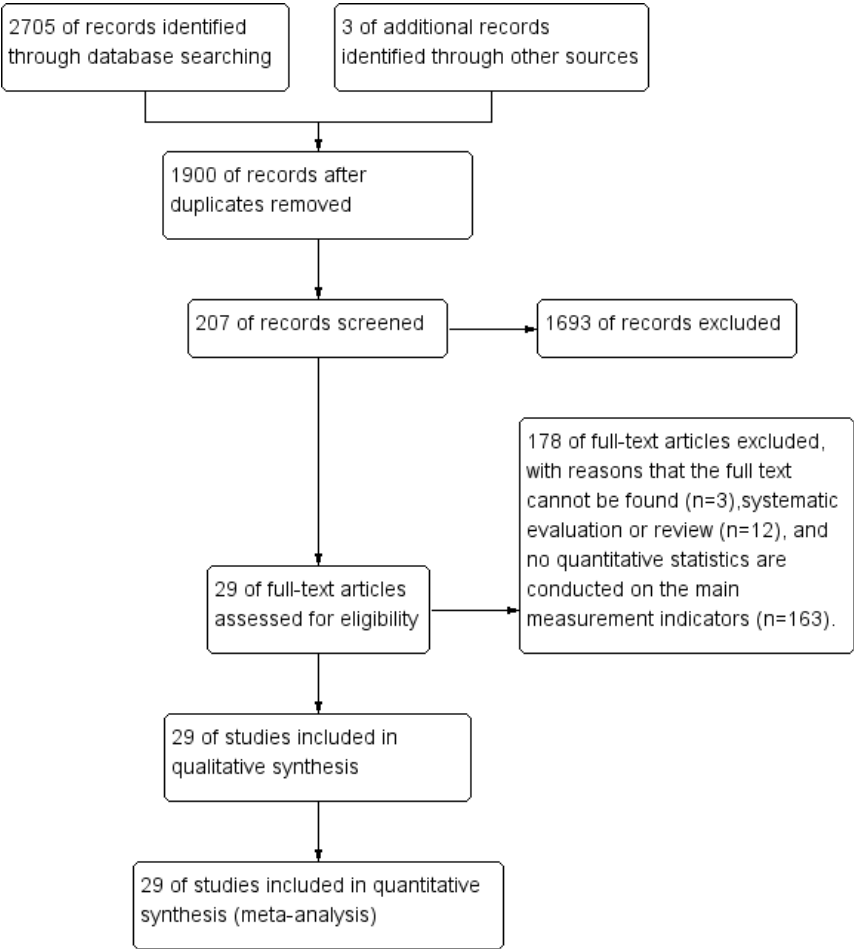 2705 of records identified
through database searching
3 of additional records
identified through other sources
1900 of records after
duplicates removed
207 of records screened
1693 of records excluded
178 of full-text articles excluded,
with reasons that the full text
cannot be found (n=3),systematic
evaluation or review (n=12), and
no quantitative statistics are
conducted on the main
measurement indicators (n=163).
29 of full-text articles
assessed for eligibility
29 of studies included in
qualitative synthesis
29 of studies included in quantitative
synthesis (meta-analysis)